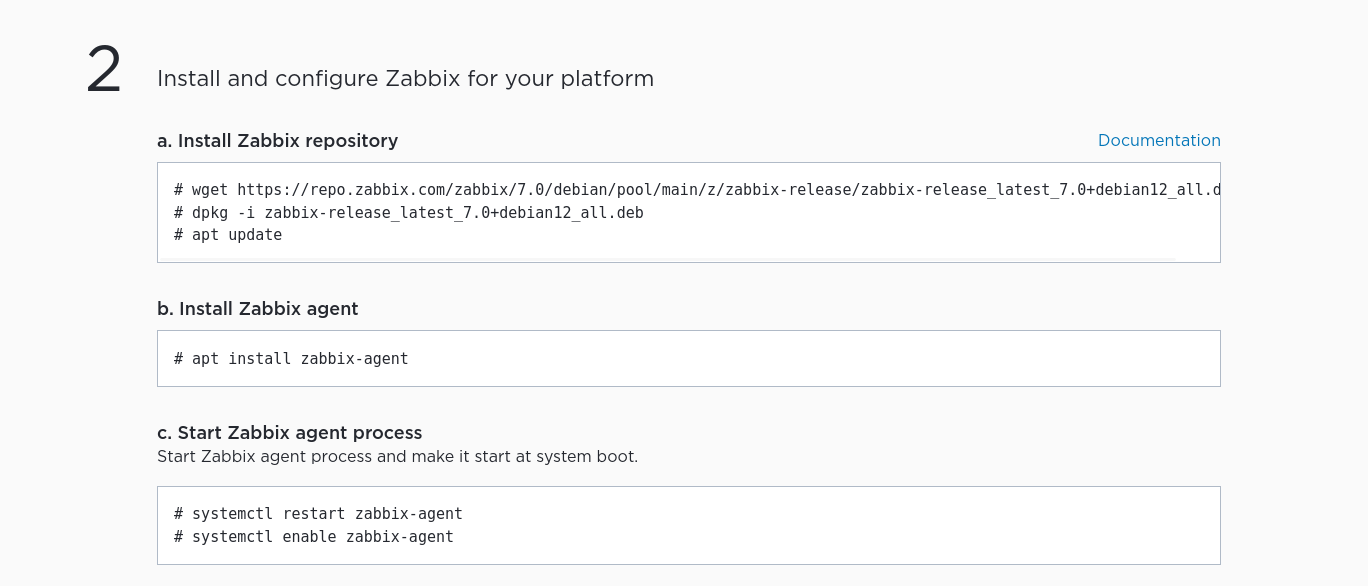 2
Install and configure Zabbix for your platform
a. Install Zabbix repository
Documentation
# wget https://repo.zabbix.com/zabbix/7.0/debian/pool/main/z/zabbix-release/zabbix-release_latest_7.0+debian12_all.d
# dpkg -i zabbix-release_latest_7.0+debian12_all.deb
# apt update
b. Install Zabbix agent
# apt install zabbix-agent
c. Start Zabbix agent process
Start Zabbix agent process and make it start at system boot.
# systemctl restart zabbix-agent
# systemctl enable zabbix-agent